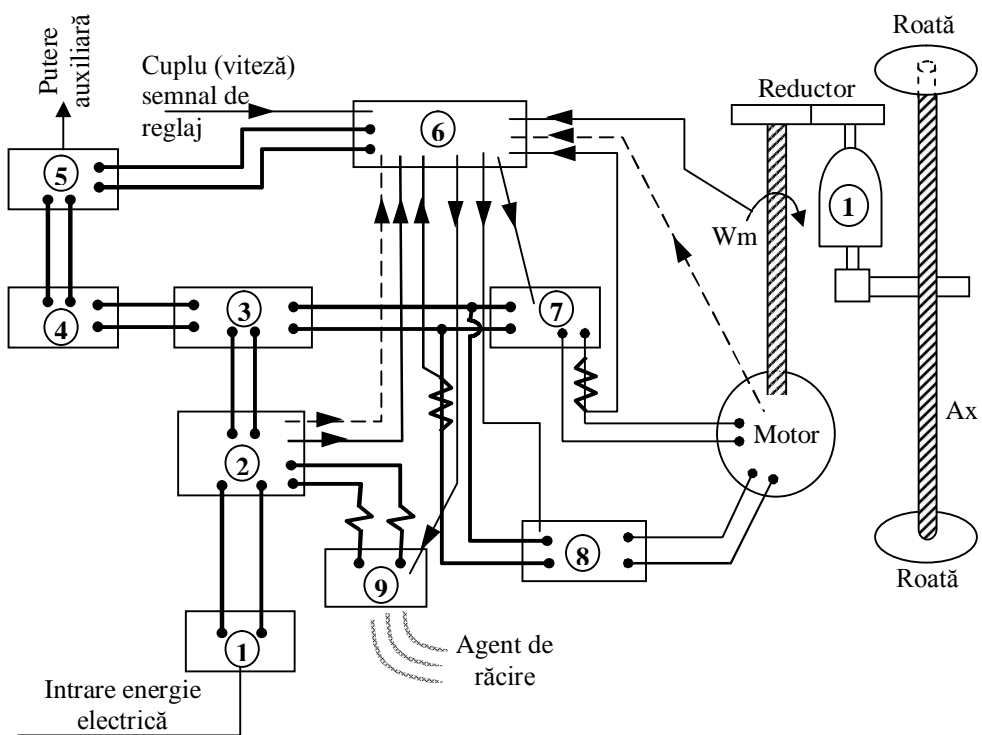 Putere
auxiliară
Cuplu (viteză)
semnal de
reglaj
6
Roată
Reductor
5
1
Wm
4
3
7
2
Motor
Ax
8
9
Roată
1
Agent de
răcire
Intrare energie
electrică